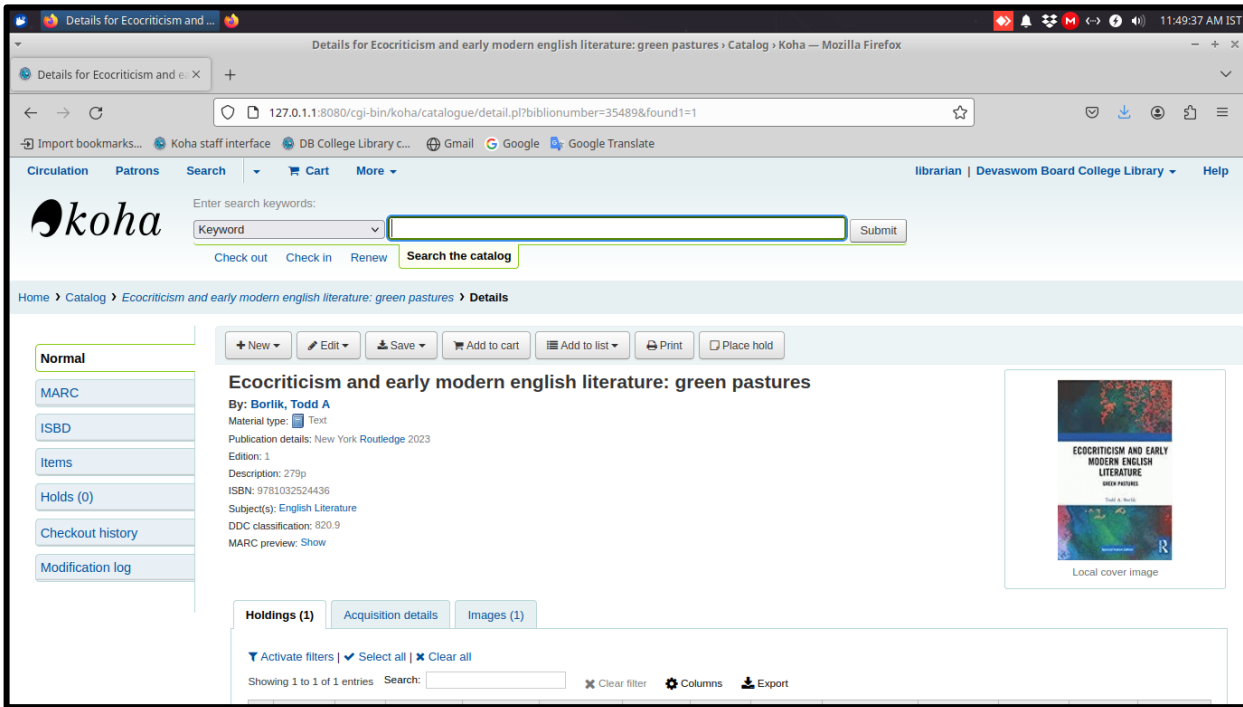 Details for Ecocriticism and ... 11:49:37 AM IST
Details for Ecocriticism and early modern english literature: green pastures › Catalog › Koha — Mozilla Firefox
Details for Ecocriticism and ea
127.0.1.1:8080/cgi-bin/koha/catalogue/detail.pl?biblionumber=35489&found1=1
Import bookmarks... Koha staff interface DB College Library c... Gmail Google Google Translate
Circulation Patrons Search Cart More librarian | Devaswom Board College Library Help
Enter search keywords:
koha
Keyword Submit
Check out Check in Renew Search the catalog
Home › Catalog › Ecocriticism and early modern english literature: green pastures › Details
New Edit Save Add to cart Add to list Print Place hold
Normal
MARC
ISBD
Items
Holds (0)
Checkout history
Modification log
Ecocriticism and early modern english literature: green pastures
By: Borlik, Todd A
Material type: Text
Publication details: New York Routledge 2023
Edition: 1
Description: 279p
ISBN: 9781032524436
Subject(s): English Literature
DDC classification: 820.9
MARC preview: Show
ECOCRITICISM AND EARLY
MODERN ENGLISH
LITERATURE
GREEN PASTURES
Todd A. Borlik
R
Local cover image
Holdings (1) Acquisition details Images (1)
Activate filters | Select all | Clear all
Showing 1 to 1 of 1 entries Search: Clear filter Columns Export